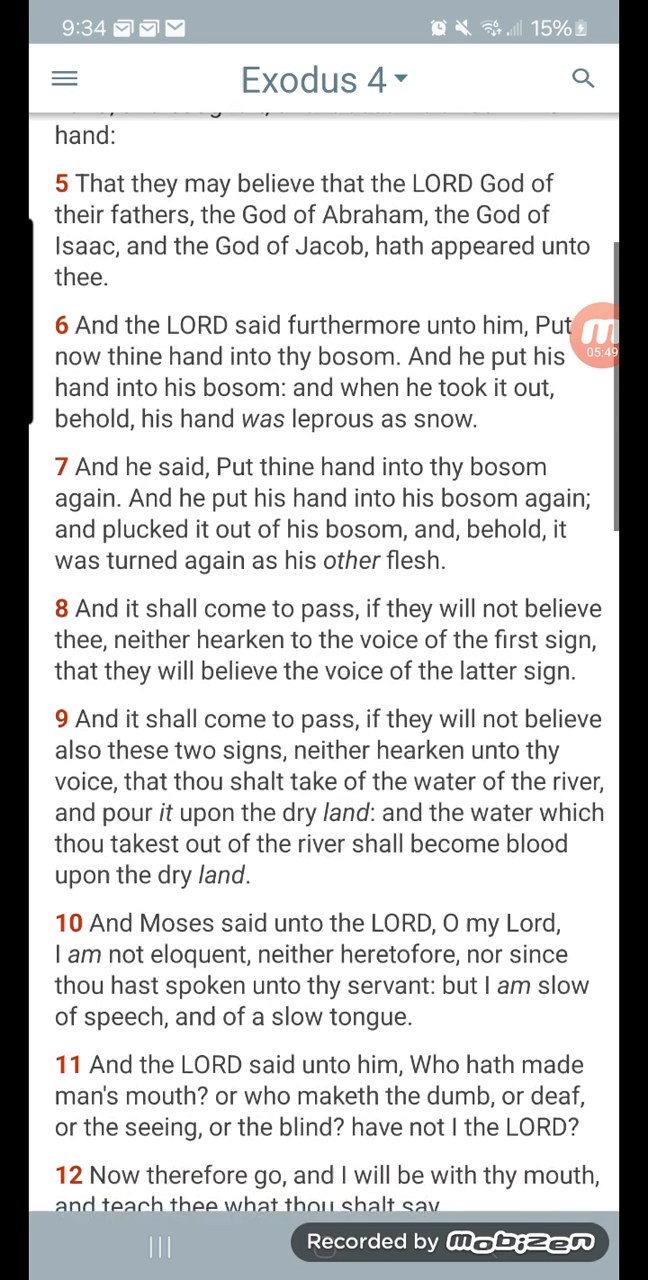 9:34
15%
Exodus 4
hand:
5 That they may believe that the LORD God of
their fathers, the God of Abraham, the God of
Isaac, and the God of Jacob, hath appeared unto
thee.
6 And the LORD said furthermore unto him, Put
now thine hand into thy bosom. And he put his
hand into his bosom: and when he took it out,
behold, his hand was leprous as snow.
05:49
7 And he said, Put thine hand into thy bosom
again. And he put his hand into his bosom again;
and plucked it out of his bosom, and, behold, it
was turned again as his other flesh.
8 And it shall come to pass, if they will not believe
thee, neither hearken to the voice of the first sign,
that they will believe the voice of the latter sign.
9 And it shall come to pass, if they will not believe
also these two signs, neither hearken unto thy
voice, that thou shalt take of the water of the river,
and pour it upon the dry land: and the water which
thou takest out of the river shall become blood
upon the dry land.
10 And Moses said unto the LORD, O my Lord,
I am not eloquent, neither heretofore, nor since
thou hast spoken unto thy servant: but I am slow
of speech, and of a slow tongue.
11 And the LORD said unto him, Who hath made
man's mouth? or who maketh the dumb, or deaf,
or the seeing, or the blind? have not I the LORD?
12 Now therefore go, and I will be with thy mouth,
and teach thee what thou shalt say
Recorded by mobizen